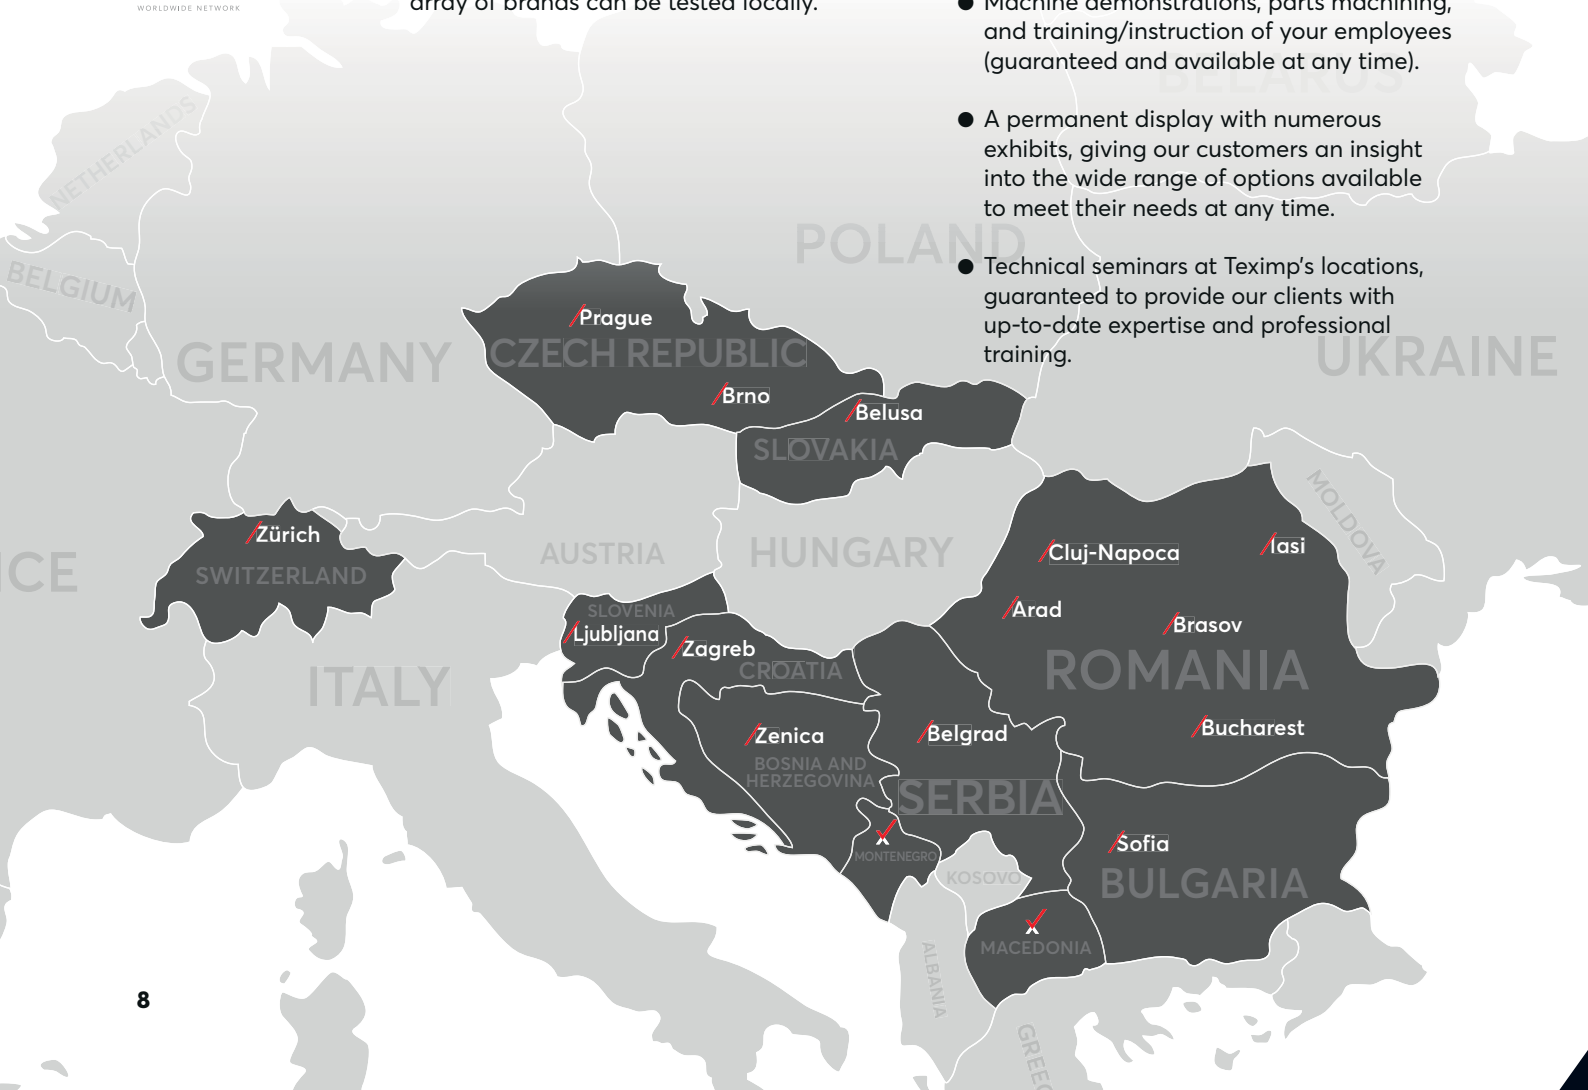 WORLDWIDE NETWORK
array of brands can be tested locally.
● Machine demonstrations, parts machining,
and training/instruction of your employees
(guaranteed and available at any time).
● A permanent display with numerous
exhibits, giving our customers an insight
into the wide range of options available
to meet their needs at any time.
● Technical seminars at Teximp's locations,
guaranteed to provide our clients with
up-to-date expertise and professional
training.
BELARUS
NETHERLANDS
BELGIUM
POLAND
GERMANY
UKRAINE
Prague
CZECH REPUBLIC
Brno
Belusa
SLOVAKIA
MOLDOVA
Zürich
SWITZERLAND
ICE
AUSTRIA
HUNGARY
Cluj-Napoca
Iasi
Arad
Brasov
ROMANIA
Bucharest
SLOVENIA
Ljubljana
Zagreb
CROATIA
ITALY
Zenica
BOSNIA AND
HERZEGOVINA
Belgrad
SERBIA
MONTENEGRO
KOSOVO
Sofia
BULGARIA
MACEDONIA
ALBANIA
GREEC
8